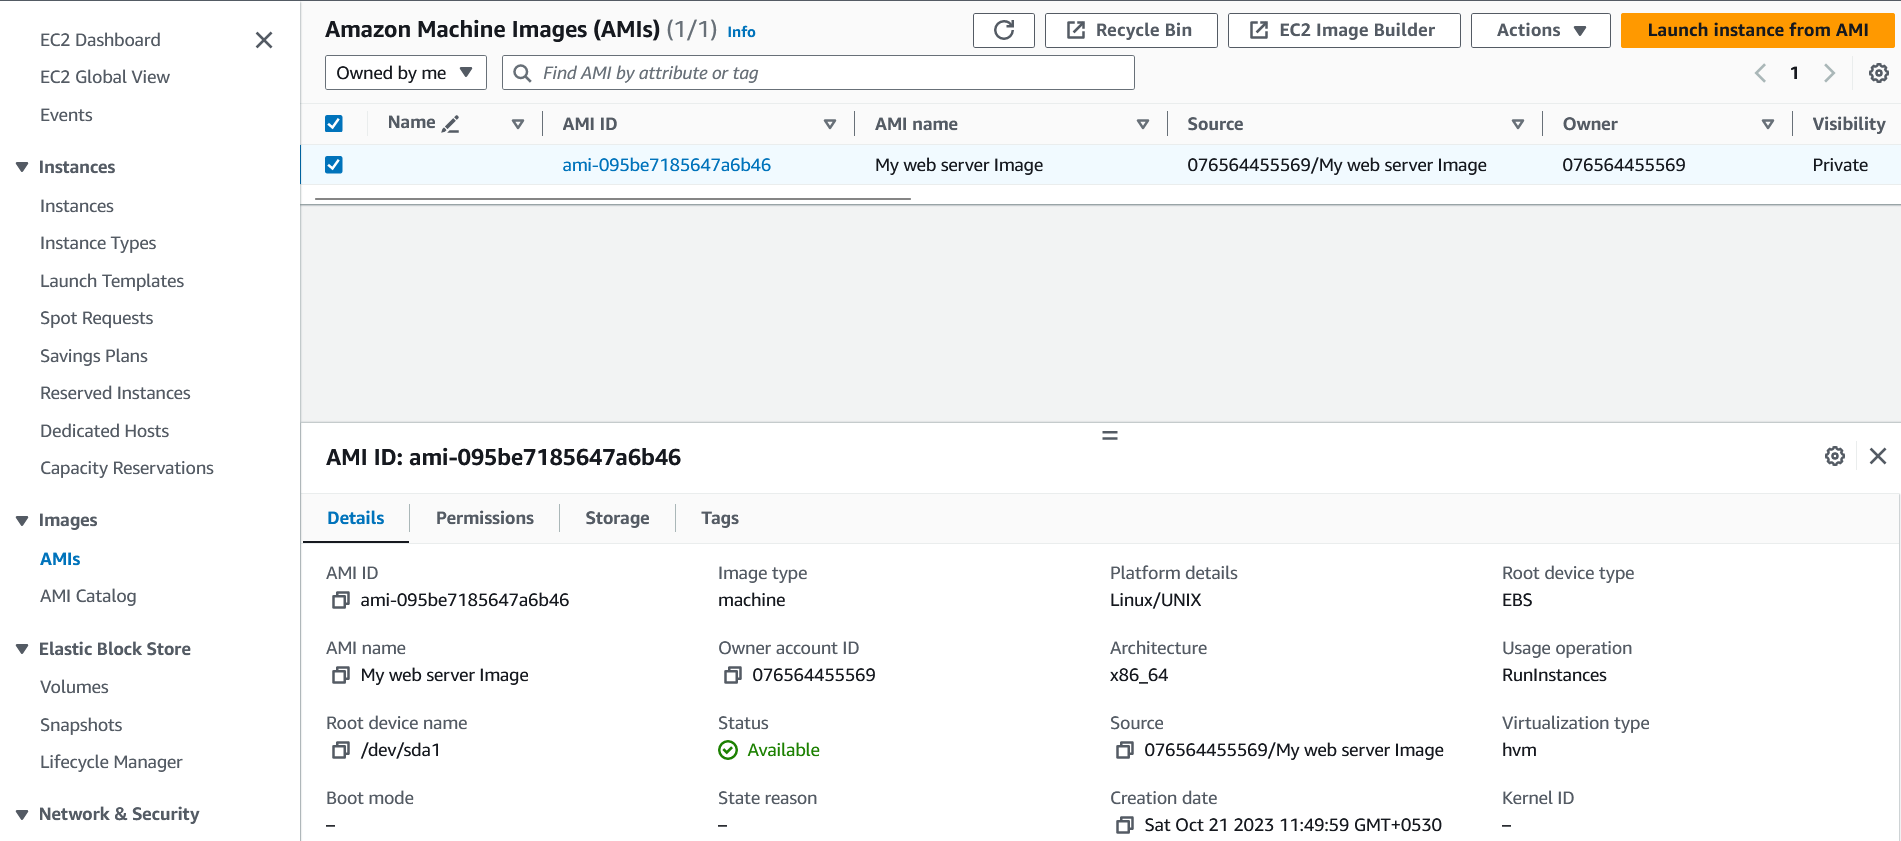 EC2 Dashboard
EC2 Global View
Events
Instances
Instances
Instance Types
Launch Templates
Spot Requests
Savings Plans
Reserved Instances
Dedicated Hosts
Capacity Reservations
Images
AMIs
AMI Catalog
Elastic Block Store
Volumes
Snapshots
Lifecycle Manager
Network & Security
Amazon Machine Images (AMIs) (1/1) Info
Recycle Bin
EC2 Image Builder
Actions
Launch instance from AMI
Owned by me
Find AMI by attribute or tag
1
Name AMI ID AMI name Source Owner Visibility
ami-095be7185647a6b46 My web server Image 076564455569/My web server Image 076564455569 Private
AMI ID: ami-095be7185647a6b46
Details Permissions Storage Tags
AMI ID Image type Platform details Root device type
ami-095be7185647a6b46 machine Linux/UNIX EBS
AMI name Owner account ID Architecture Usage operation
My web server Image 076564455569 x86_64 RunInstances
Root device name Status Source Virtualization type
/dev/sda1 Available 076564455569/My web server Image hvm
Boot mode State reason Creation date Kernel ID
– – Sat Oct 21 2023 11:49:59 GMT+0530 –